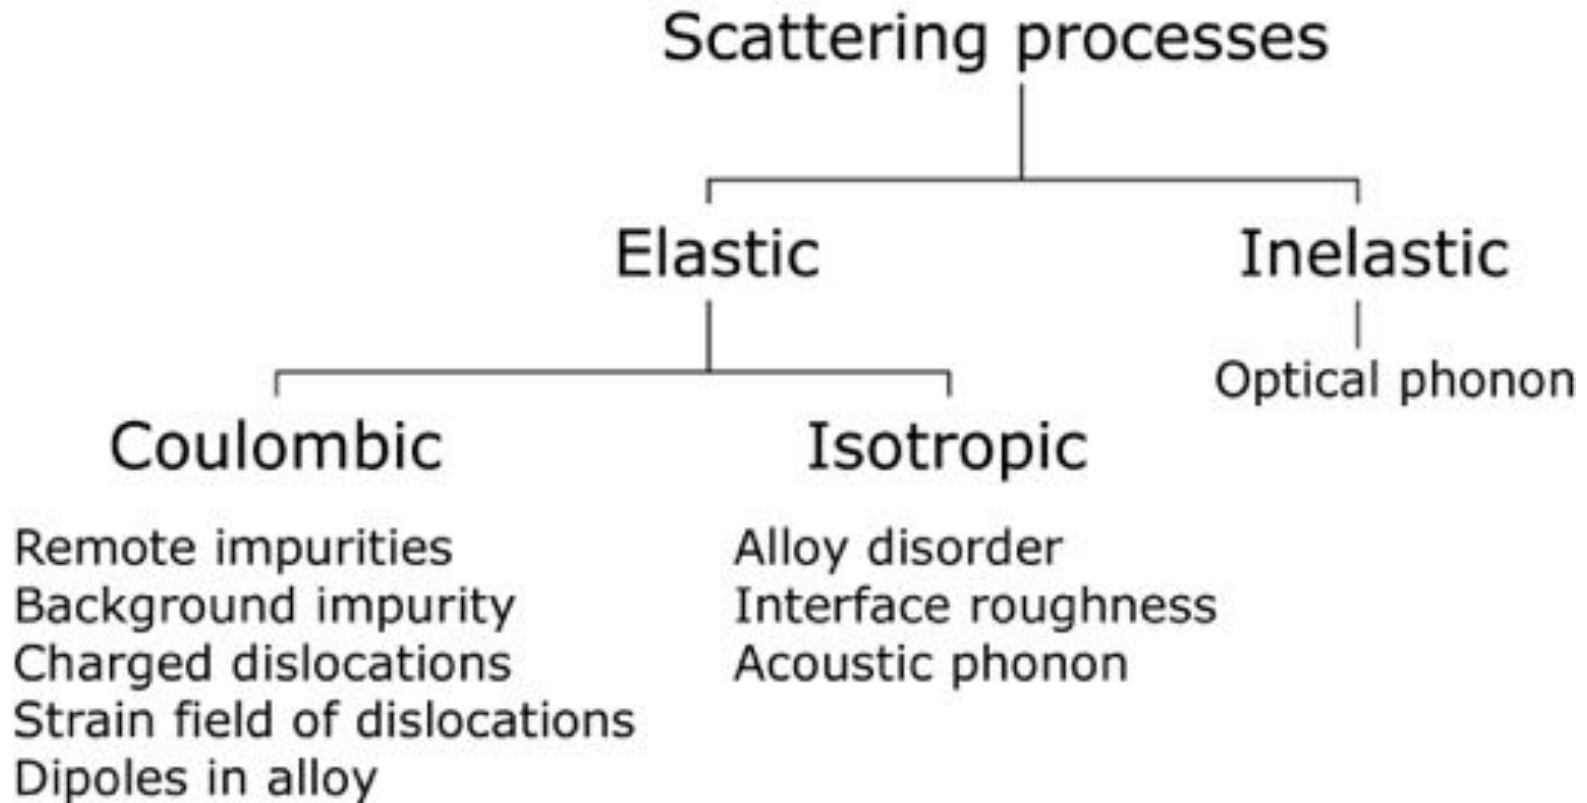 Scattering processes
Elastic
Inelastic
Optical phonon
Coulombic
Isotropic
Remote impurities
Background impurity
Charged dislocations
Strain field of dislocations
Dipoles in alloy
Alloy disorder
Interface roughness
Acoustic phonon